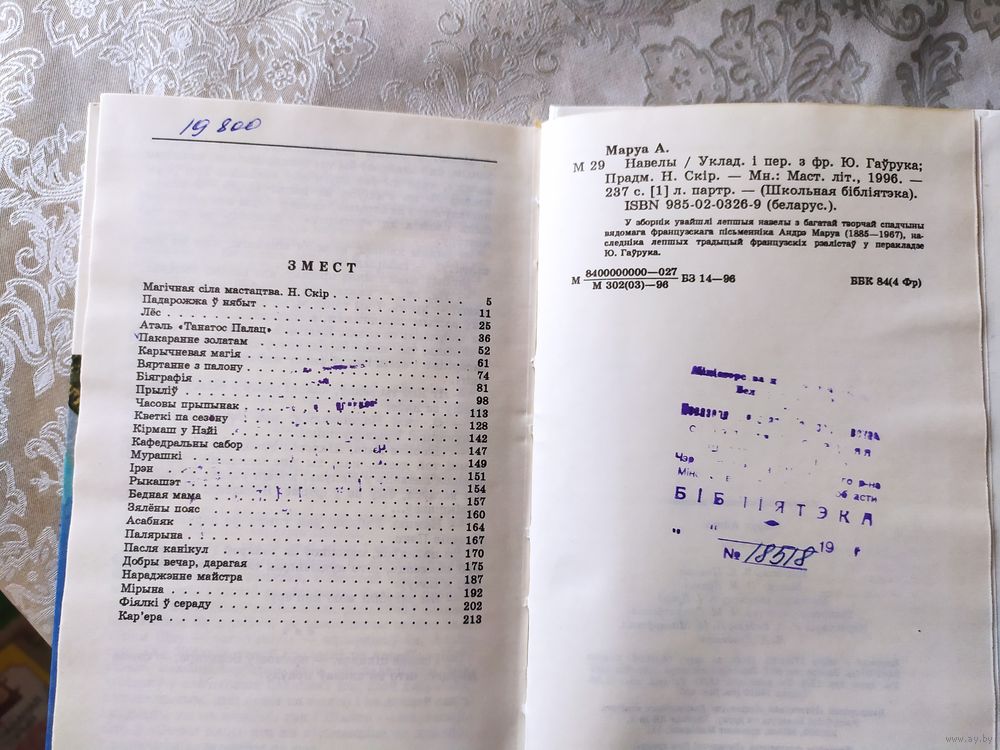 19 800
ЗМЕСТ
Магічная сіла мастацтва. Н. Скір . . . 5
Падарожжа ў нябыт . . . 11
Лёс . . . 25
Атэль «Танатос Палац» . . . 36
Пакаранне золатам . . . 52
Карычневая магія . . . 61
Вяртанне з палону . . . 74
Біяграфія . . . 81
Прыліў . . . 98
Часовы прыпынак . . . 113
Кветкі па сезону . . . 128
Кірмаш у Найі . . . 142
Кафедральны сабор . . . 147
Мурашкі . . . 149
Ірэн . . . 151
Рыкашэт . . . 154
Бедная мама . . . 157
Зялёны пояс . . . 160
Асабняк . . . 164
Палярына . . . 167
Пасля канікул . . . 170
Добры вечар, дарагая . . . 175
Нараджэнне майстра . . . 187
Мірына . . . 192
Фіялкі ў сераду . . . 202
Кар’ера . . . 213
Маруа А.
М 29 Навелы / Уклад. і пер. з фр. Ю. Гаўрука;
Прадм. Н. Скір. — Мн.: Маст. літ., 1996. —
237 с. [1] л. партр. — (Школьная бібліятэка).
ISBN 985-02-0326-9 (беларус.).
У зборнік увайшлі лепшыя навелы з багатай творчай спадчыны
вядомага французскага пісьменніка Андрэ Маруа (1885—1967), на-
следніка лепшых традыцый французскіх рэалістаў у перакладзе
Ю. Гаўрука.
М 8400000000—027 БЗ 14—96 ББК 84(4 Фр)
М 302(03)—96
БІБЛІЯТЭКА
" " 19 г
№ 18518
www.ay.by